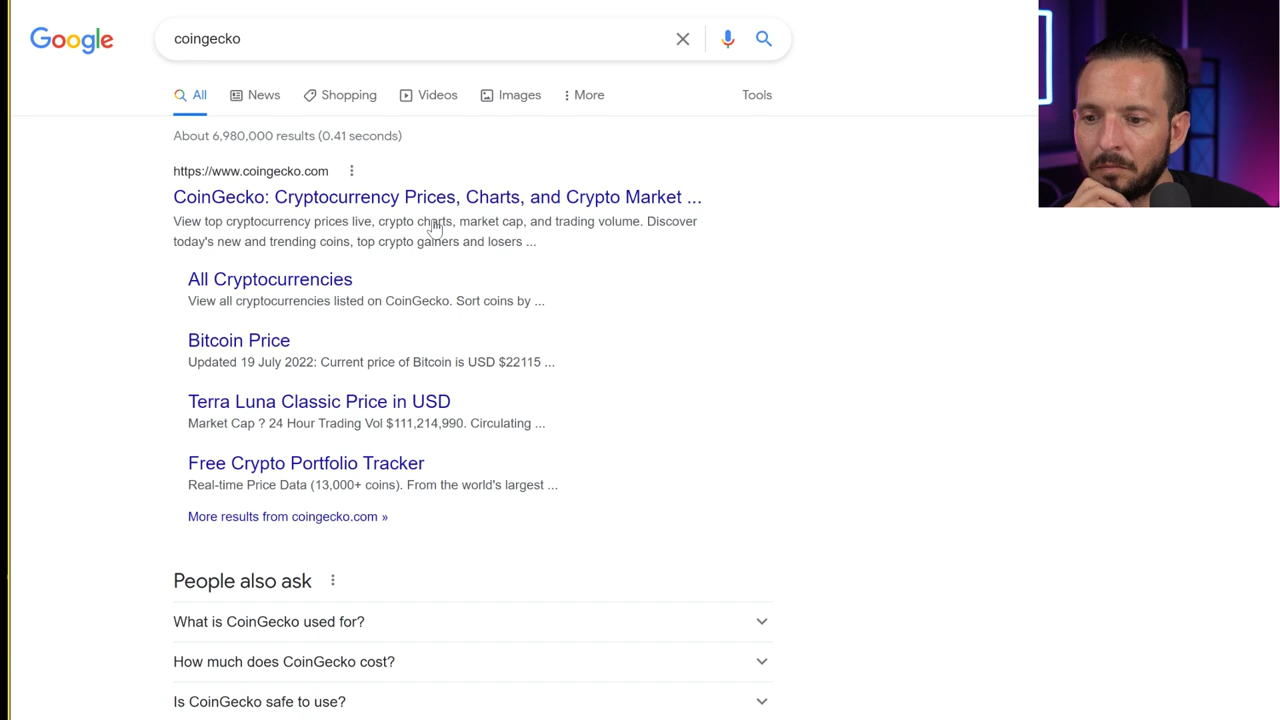 Google
coingecko
All
News
Shopping
Videos
Images
More
Tools
About 6,980,000 results (0.41 seconds)
https://www.coingecko.com
CoinGecko: Cryptocurrency Prices, Charts, and Crypto Market ...
View top cryptocurrency prices live, crypto charts, market cap, and trading volume. Discover
today's new and trending coins, top crypto gainers and losers ...
All Cryptocurrencies
View all cryptocurrencies listed on CoinGecko. Sort coins by ...
Bitcoin Price
Updated 19 July 2022: Current price of Bitcoin is USD $22115 ...
Terra Luna Classic Price in USD
Market Cap ? 24 Hour Trading Vol $111,214,990. Circulating ...
Free Crypto Portfolio Tracker
Real-time Price Data (13,000+ coins). From the world's largest ...
More results from coingecko.com »
People also ask
What is CoinGecko used for?
How much does CoinGecko cost?
Is CoinGecko safe to use?